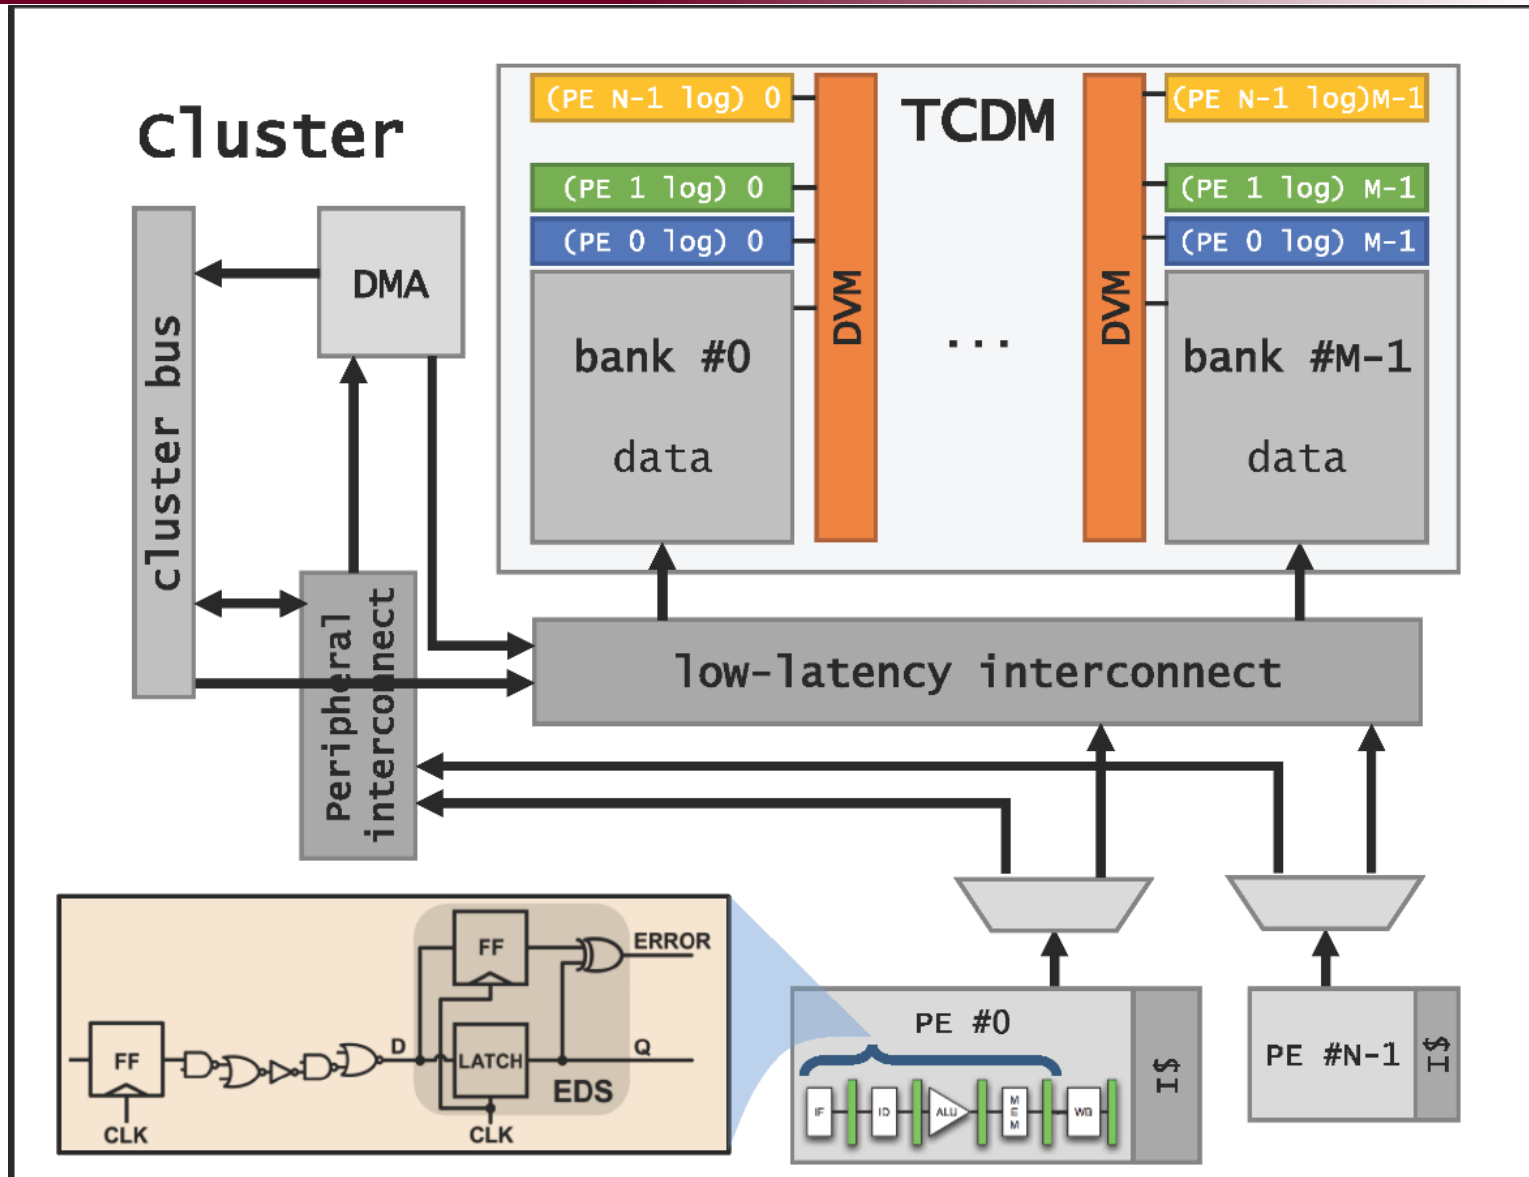 Cluster
TCDM
(PE N-1 log) 0
(PE 1 log) 0
(PE 0 log) 0
bank #0
data
DVM
...
DVM
(PE N-1 log)M-1
(PE 1 log) M-1
(PE 0 log) M-1
bank #M-1
data
cluster bus
DMA
Peripheral
interconnect
low-latency interconnect
FF
CLK
D
FF
LATCH
EDS
CLK
ERROR
Q
PE #0
IF
ID
ALU
MEM
WB
I$
PE #N-1
I$